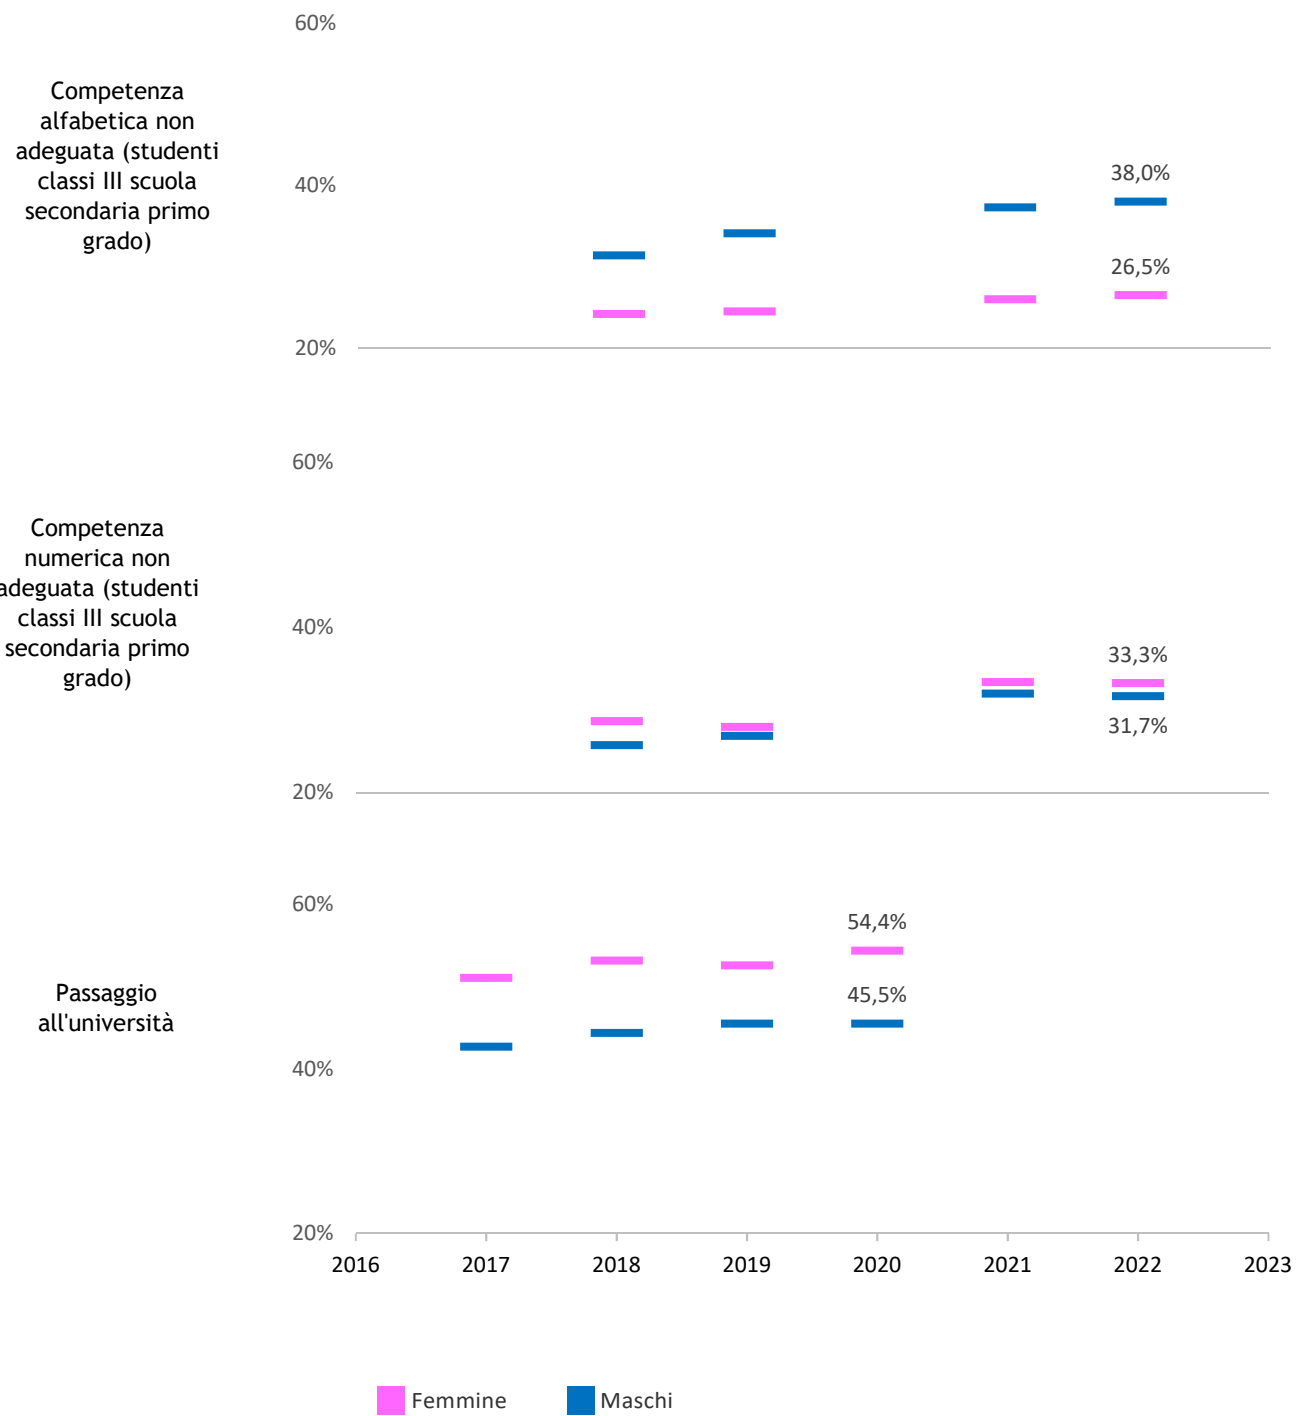 60%
Competenza
alfabetica non
adeguata (studenti
classi III scuola
secondaria primo
grado)
40%
38,0%
26,5%
20%
60%
Competenza
numerica non
adeguata (studenti
classi III scuola
secondaria primo
grado)
40%
33,3%
31,7%
20%
60%
54,4%
Passaggio
all'università
45,5%
40%
20%
2016 2017 2018 2019 2020 2021 2022 2023
Femmine Maschi